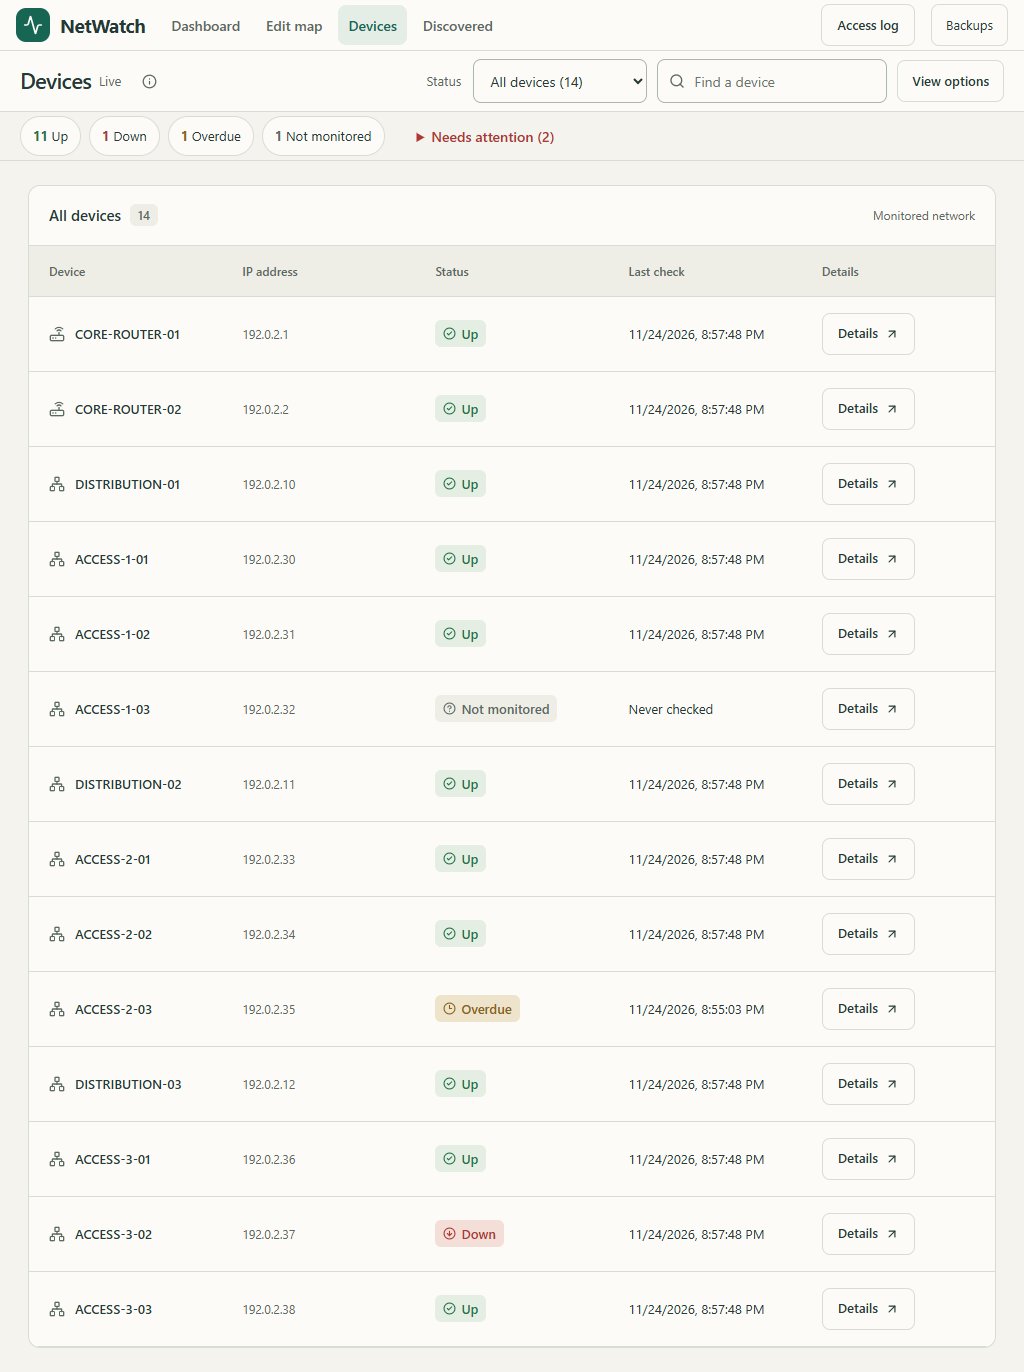 NetWatch Dashboard Edit map Devices Discovered Access log Backups
Devices Live Status All devices (14) Find a device View options
11 Up 1 Down 1 Overdue 1 Not monitored Needs attention (2)
All devices 14 Monitored network
Device IP address Status Last check Details
CORE-ROUTER-01 192.0.2.1 Up 11/24/2026, 8:57:48 PM Details
CORE-ROUTER-02 192.0.2.2 Up 11/24/2026, 8:57:48 PM Details
DISTRIBUTION-01 192.0.2.10 Up 11/24/2026, 8:57:48 PM Details
ACCESS-1-01 192.0.2.30 Up 11/24/2026, 8:57:48 PM Details
ACCESS-1-02 192.0.2.31 Up 11/24/2026, 8:57:48 PM Details
ACCESS-1-03 192.0.2.32 Not monitored Never checked Details
DISTRIBUTION-02 192.0.2.11 Up 11/24/2026, 8:57:48 PM Details
ACCESS-2-01 192.0.2.33 Up 11/24/2026, 8:57:48 PM Details
ACCESS-2-02 192.0.2.34 Up 11/24/2026, 8:57:48 PM Details
ACCESS-2-03 192.0.2.35 Overdue 11/24/2026, 8:55:03 PM Details
DISTRIBUTION-03 192.0.2.12 Up 11/24/2026, 8:57:48 PM Details
ACCESS-3-01 192.0.2.36 Up 11/24/2026, 8:57:48 PM Details
ACCESS-3-02 192.0.2.37 Down 11/24/2026, 8:57:48 PM Details
ACCESS-3-03 192.0.2.38 Up 11/24/2026, 8:57:48 PM Details